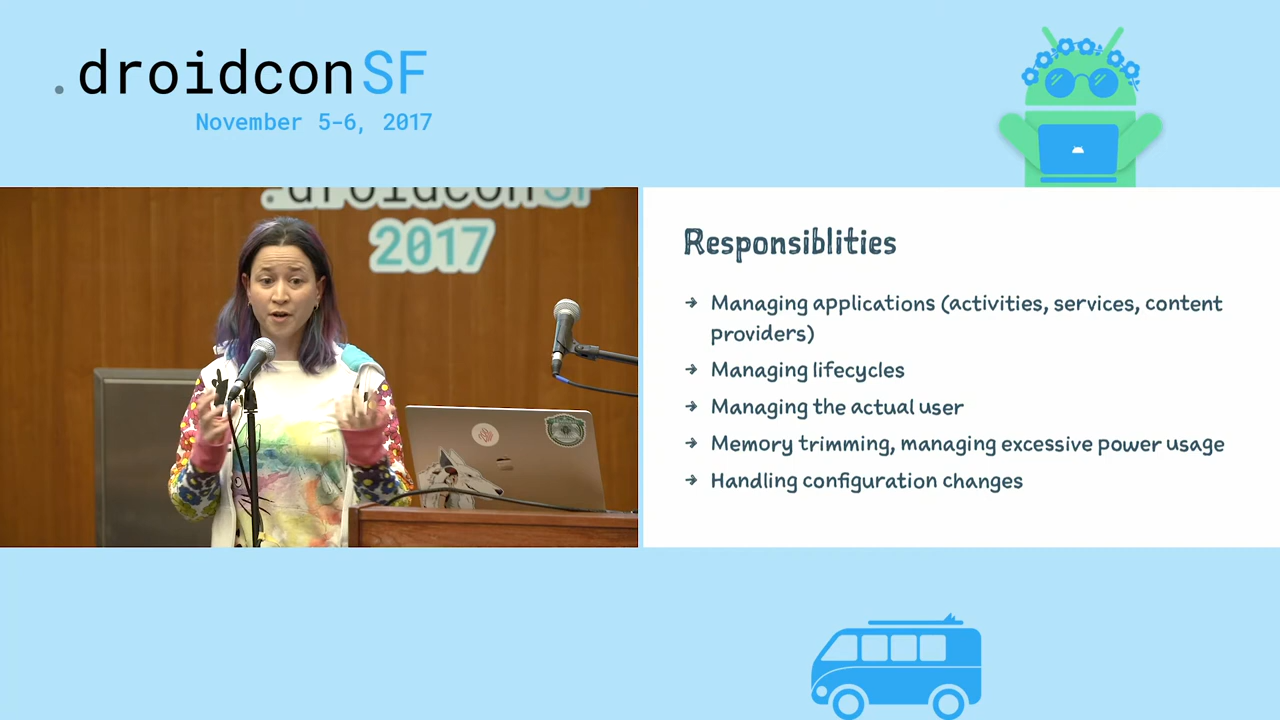 .droidconSF
November 5-6, 2017
.droidconSF
2017
Responsiblities
➔ Managing applications (activities, services, content
providers)
➔ Managing lifecycles
➔ Managing the actual user
➔ Memory trimming, managing excessive power usage
➔ Handling configuration changes